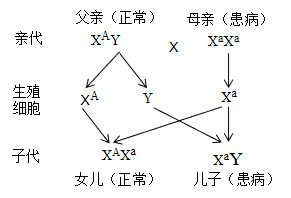 父亲（正常） 母亲（患病）
亲代 XᴬY X XᵃXᵃ
生殖
细胞 Xᴬ Y Xᵃ
子代 XᴬXᵃ XᵃY
女儿（正常） 儿子（患病）